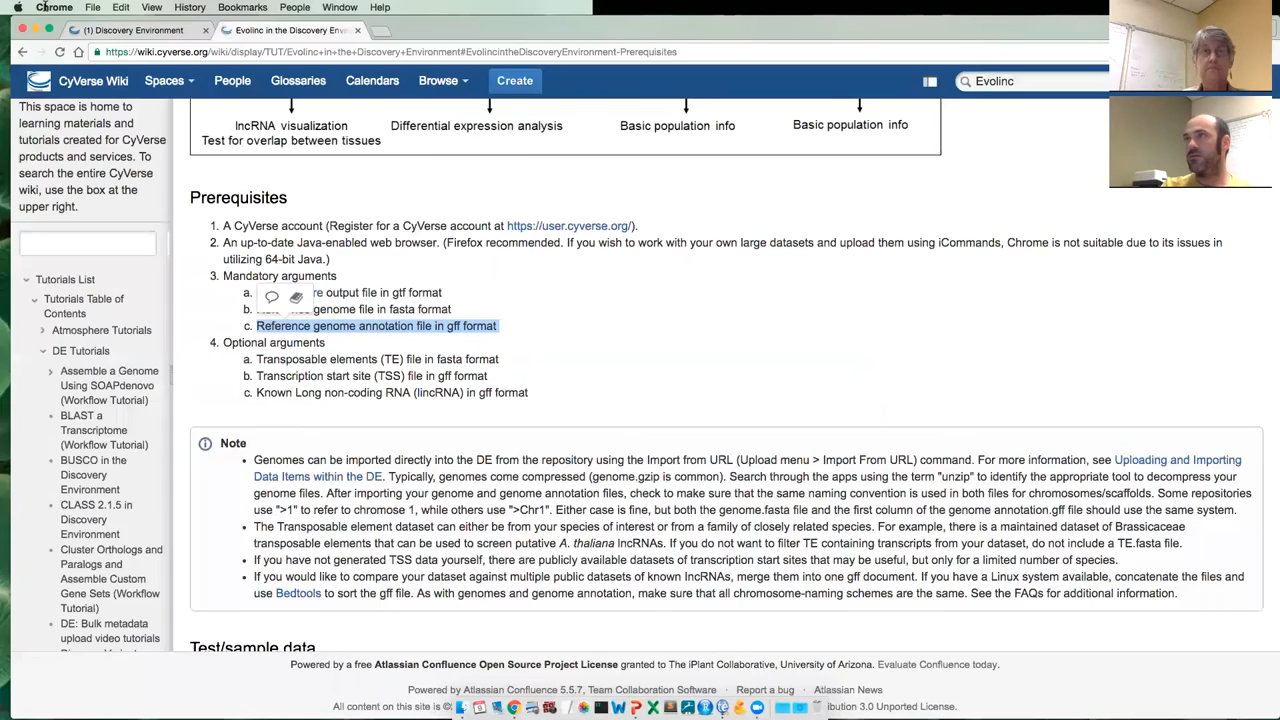 Chrome File Edit View History Bookmarks People Window Help
(1) Discovery Environment × Evolinc in the Discovery Env ×
https://wiki.cyverse.org/wiki/display/TUT/Evolinc+in+the+Discovery+Environment#EvolincintheDiscoveryEnvironment-Prerequisites
CyVerse Wiki Spaces People Glossaries Calendars Browse Create Evolinc
This space is home to
learning materials and
tutorials created for CyVerse
products and services. To
search the entire CyVerse
wiki, use the box at the
upper right.
Tutorials List
Tutorials Table of
Contents
Atmosphere Tutorials
DE Tutorials
Assemble a Genome
Using SOAPdenovo
(Workflow Tutorial)
BLAST a
Transcriptome
(Workflow Tutorial)
BUSCO in the
Discovery
Environment
CLASS 2.1.5 in
Discovery
Environment
Cluster Orthologs and
Paralogs and
Assemble Custom
Gene Sets (Workflow
Tutorial)
DE: Bulk metadata
upload video tutorials
lncRNA visualization
Test for overlap between tissues
Differential expression analysis
Basic population info
Basic population info
Prerequisites
1. A CyVerse account (Register for a CyVerse account at https://user.cyverse.org/).
2. An up-to-date Java-enabled web browser. (Firefox recommended. If you wish to work with your own large datasets and upload them using iCommands, Chrome is not suitable due to its issues in
utilizing 64-bit Java.)
3. Mandatory arguments
a. re output file in gtf format
b. genome file in fasta format
c. Reference genome annotation file in gff format
4. Optional arguments
a. Transposable elements (TE) file in fasta format
b. Transcription start site (TSS) file in gff format
c. Known Long non-coding RNA (lincRNA) in gff format
Note
• Genomes can be imported directly into the DE from the repository using the Import from URL (Upload menu > Import From URL) command. For more information, see Uploading and Importing
Data Items within the DE. Typically, genomes come compressed (genome.gzip is common). Search through the apps using the term "unzip" to identify the appropriate tool to decompress your
genome files. After importing your genome and genome annotation files, check to make sure that the same naming convention is used in both files for chromosomes/scaffolds. Some repositories
use ">1" to refer to chromose 1, while others use ">Chr1". Either case is fine, but both the genome.fasta file and the first column of the genome annotation.gff file should use the same system.
• The Transposable element dataset can either be from your species of interest or from a family of closely related species. For example, there is a maintained dataset of Brassicaceae
transposable elements that can be used to screen putative A. thaliana lncRNAs. If you do not want to filter TE containing transcripts from your dataset, do not include a TE.fasta file.
• If you have not generated TSS data yourself, there are publicly available datasets of transcription start sites that may be useful, but only for a limited number of species.
• If you would like to compare your dataset against multiple public datasets of known lncRNAs, merge them into one gff document. If you have a Linux system available, concatenate the files and
use Bedtools to sort the gff file. As with genomes and genome annotation, make sure that all chromosome-naming schemes are the same. See the FAQs for additional information.
Test/sample data
Powered by a free Atlassian Confluence Open Source Project License granted to The iPlant Collaborative, University of Arizona. Evaluate Confluence today.
Powered by Atlassian Confluence 5.5.7, Team Collaboration Software · Report a bug · Atlassian News
All content on this site is tribution 3.0 Unported License.